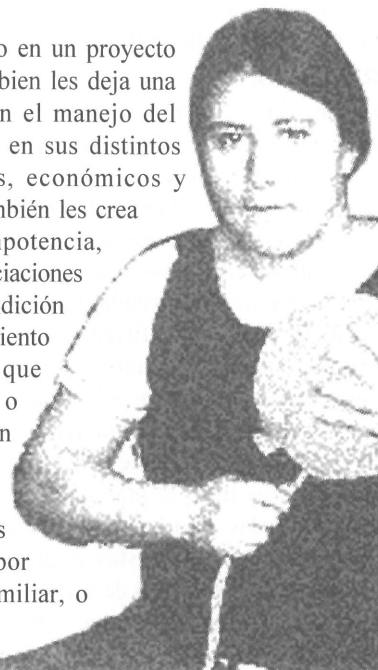 o en un proyecto
bien les deja una
n el manejo del
en sus distintos
s, económicos y
mbién les crea
potencia,
ciaciones
dición
iento
que
o
n
s
por
miliar, o